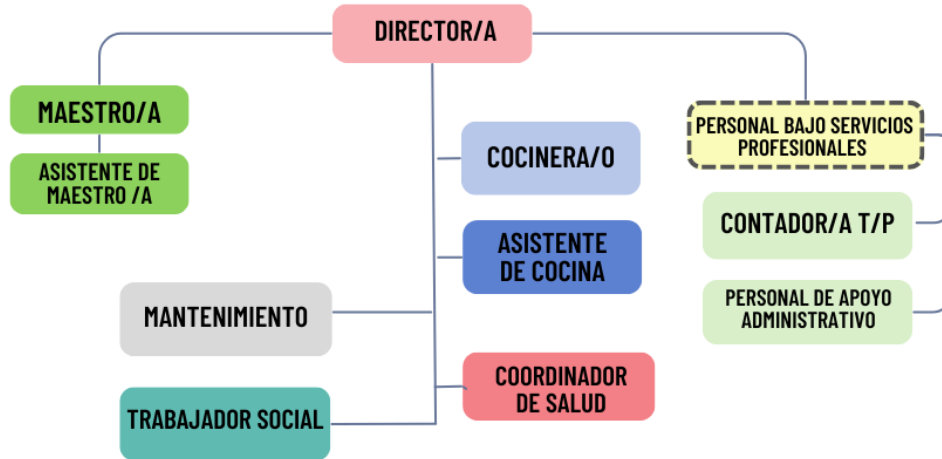 DIRECTOR/A
MAESTRO/A
ASISTENTE DE
MAESTRO /A
COCINERA/O
ASISTENTE
DE COCINA
MANTENIMIENTO
COORDINADOR
DE SALUD
TRABAJADOR SOCIAL
PERSONAL BAJO SERVICIOS
PROFESIONALES
CONTADOR/A T/P
PERSONAL DE APOYO
ADMINISTRATIVO